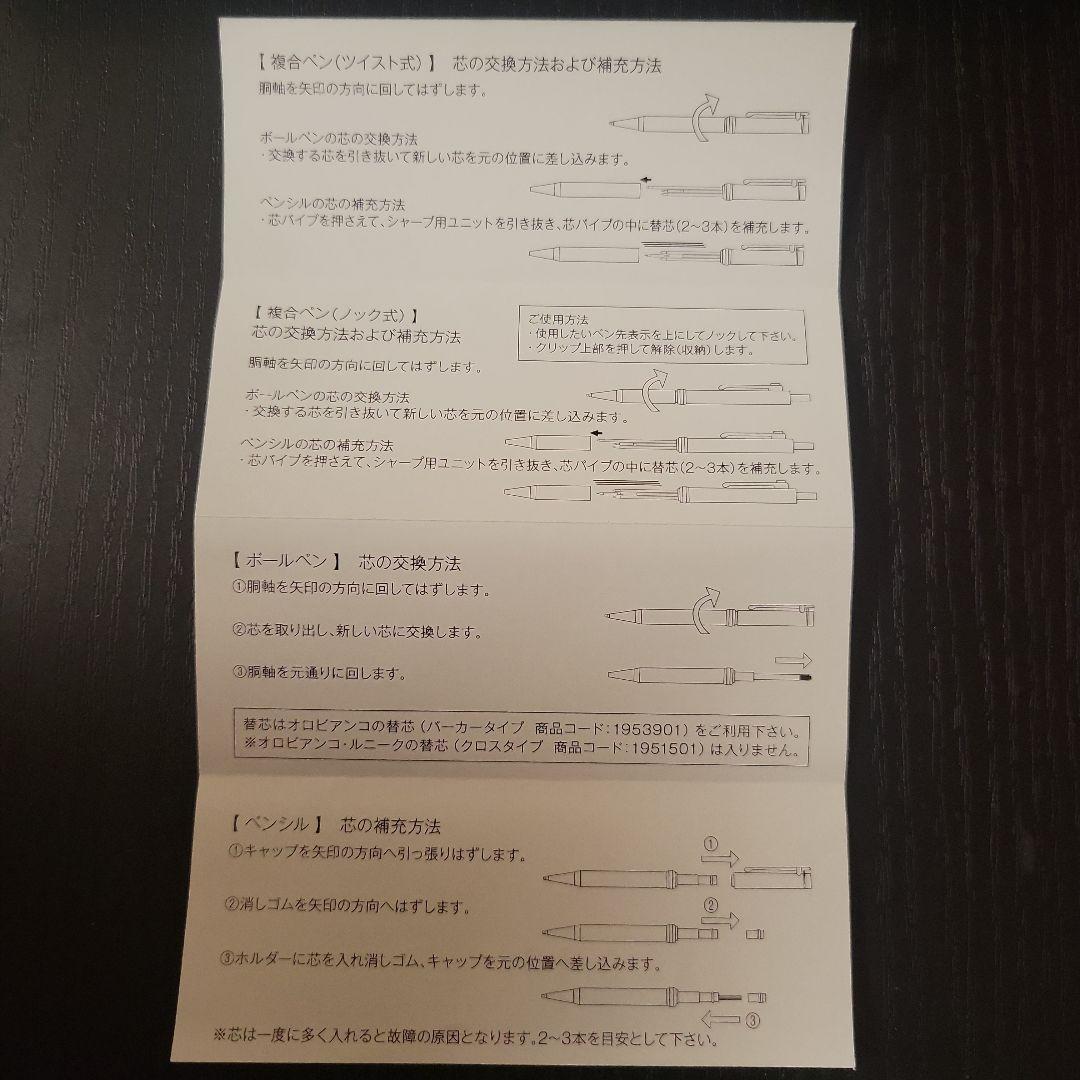 【 複合ペン(ツイスト式) 】 芯の交換方法および補充方法
胴軸を矢印の方向に回してはずします。
ボールペンの芯の交換方法
・交換する芯を引き抜いて新しい芯を元の位置に差し込みます。
ペンシルの芯の補充方法
・芯パイプを押さえて、シャープ用ユニットを引き抜き、芯パイプの中に替芯(2〜3本)を補充します。
【 複合ペン(ノック式) 】
芯の交換方法および補充方法
ご使用方法
・使用したいペン先表示を上にしてノックして下さい。
・クリップ上部を押して解除(収納)します。
胴軸を矢印の方向に回してはずします。
ボールペンの芯の交換方法
・交換する芯を引き抜いて新しい芯を元の位置に差し込みます。
ペンシルの芯の補充方法
・芯パイプを押さえて、シャープ用ユニットを引き抜き、芯パイプの中に替芯(2〜3本)を補充します。
【 ボールペン 】 芯の交換方法
①胴軸を矢印の方向に回してはずします。
②芯を取り出し、新しい芯に交換します。
③胴軸を元通りに回します。
替芯はオロビアンコの替芯(パーカータイプ 商品コード:1953901)をご利用下さい。
※オロビアンコ・ルニークの替芯(クロスタイプ 商品コード:1951501)は入りません。
【 ペンシル 】 芯の補充方法
①キャップを矢印の方向へ引っ張りはずします。
①
②消しゴムを矢印の方向へはずします。
②
③ホルダーに芯を入れ消しゴム、キャップを元の位置へ差し込みます。
③
※芯は一度に多く入れると故障の原因となります。2〜3本を目安として下さい。